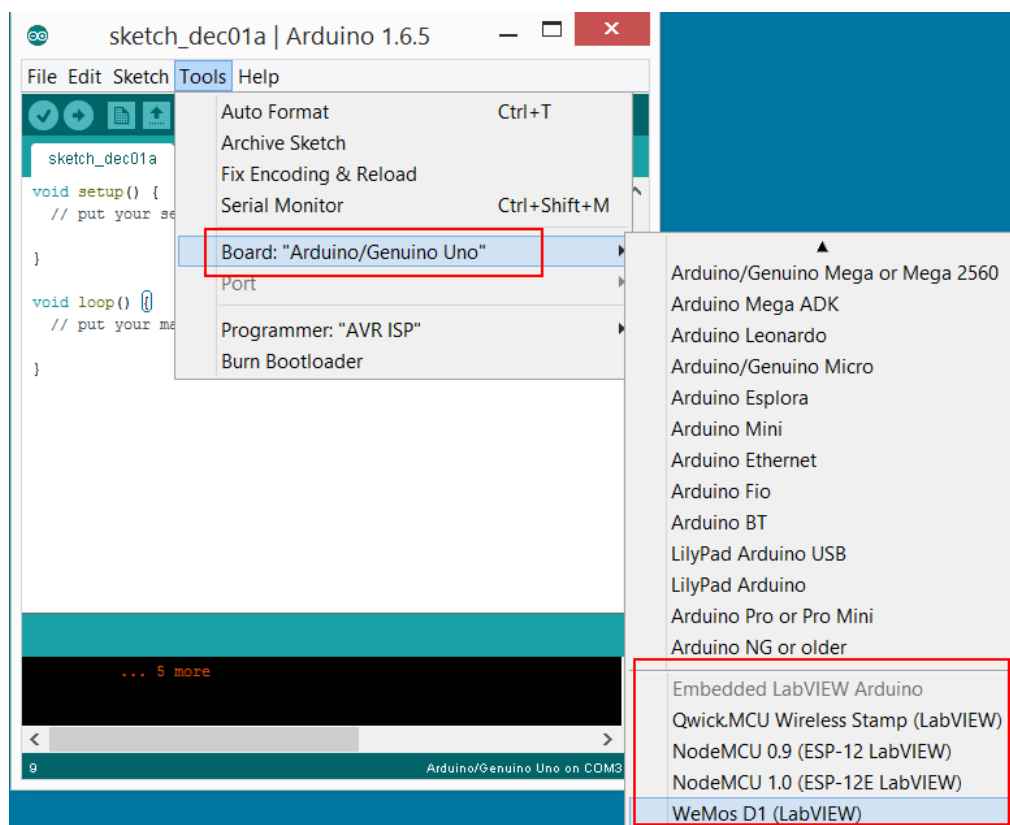 sketch_dec01a | Arduino 1.6.5
File Edit Sketch Tools Help
Auto Format Ctrl+T
Archive Sketch
Fix Encoding & Reload
Serial Monitor Ctrl+Shift+M
Board: "Arduino/Genuino Uno"
Port
Programmer: "AVR ISP"
Burn Bootloader
sketch_dec01a
void setup() {
// put your se
}
void loop() {
// put your ma
}
Arduino/Genuino Mega or Mega 2560
Arduino Mega ADK
Arduino Leonardo
Arduino/Genuino Micro
Arduino Esplora
Arduino Mini
Arduino Ethernet
Arduino Fio
Arduino BT
LilyPad Arduino USB
LilyPad Arduino
Arduino Pro or Pro Mini
Arduino NG or older
Embedded LabVIEW Arduino
Qwick.MCU Wireless Stamp (LabVIEW)
NodeMCU 0.9 (ESP-12 LabVIEW)
NodeMCU 1.0 (ESP-12E LabVIEW)
WeMos D1 (LabVIEW)
... 5 more
9 Arduino/Genuino Uno on COM3